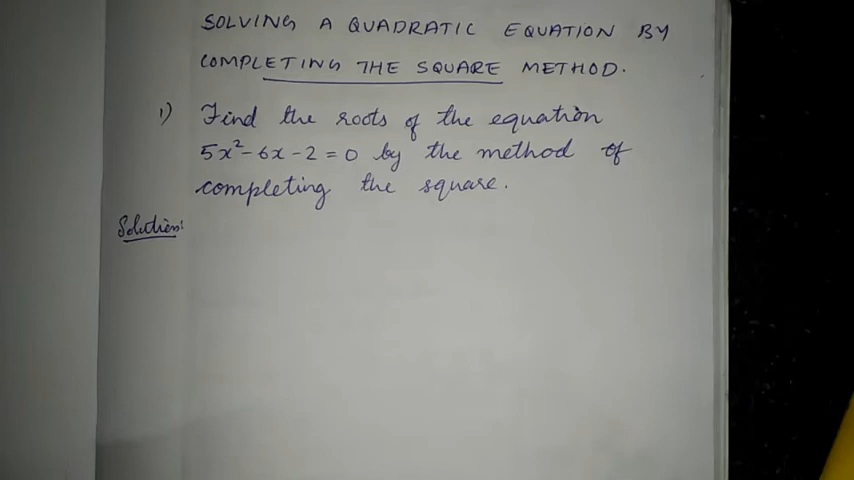 SOLVING A QUADRATIC EQUATION BY
COMPLETING THE SQUARE METHOD.
1) Find the roots of the equation
5x²-6x-2=0 by the method of
completing the square.
Solution: